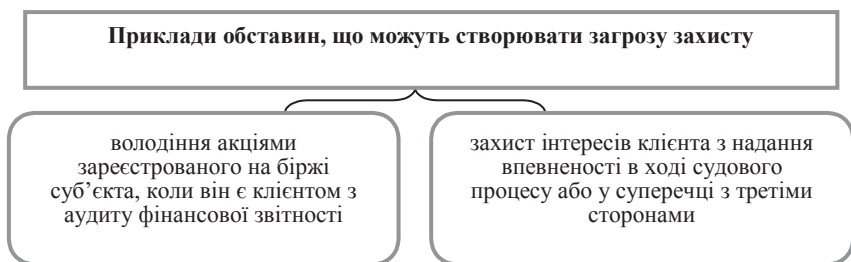 Приклади обставин, що можуть створювати загрозу захисту
володіння акціями
зареєстрованого на біржі
суб’єкта, коли він є клієнтом з
аудиту фінансової звітності
захист інтересів клієнта з надання
впевненості в ході судового
процесу або у суперечці з третіми
сторонами